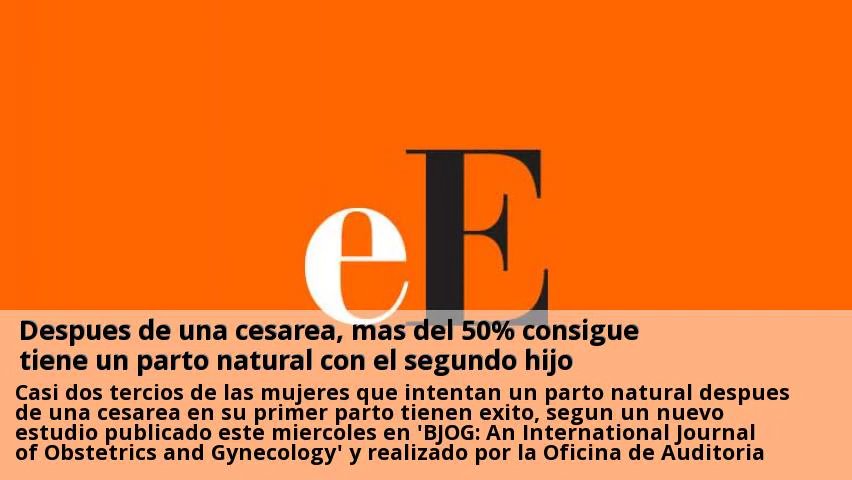 eE
Despues de una cesarea, mas del 50% consigue
tiene un parto natural con el segundo hijo
Casi dos tercios de las mujeres que intentan un parto natural despues
de una cesarea en su primer parto tienen exito, segun un nuevo
estudio publicado este miercoles en 'BJOG: An International Journal
of Obstetrics and Gynecology' y realizado por la Oficina de Auditoria